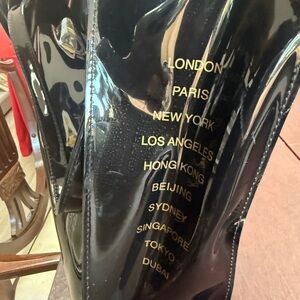 LONDON
PARIS
NEW YORK
LOS ANGELES
HONG KONG
BEIJING
SYDNEY
SINGAPORE
TOKYO
DUBAI